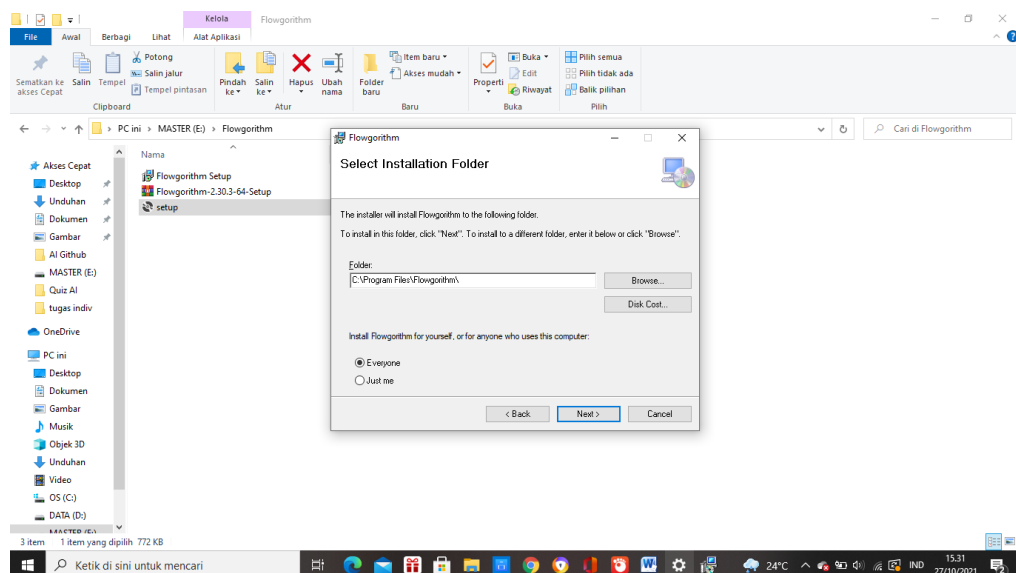 Kelola
Flowgorithm
File
Awal
Berbagi
Lihat
Alat Aplikasi
Sematkan ke akses Cepat
Salin
Tempel
Potong
Salin jalur
Tempel pintasan
Clipboard
Pindah ke
Salin ke
Hapus
Ubah nama
Atur
Folder baru
Item baru
Akses mudah
Baru
Properti
Buka
Edit
Riwayat
Buka
Pilih semua
Pilih tidak ada
Balik pilihan
Pilih
PC ini > MASTER (E:) > Flowgorithm
Cari di Flowgorithm
Akses Cepat
Desktop
Unduhan
Dokumen
Gambar
AI Github
MASTER (E:)
Quiz AI
tugas indiv
OneDrive
PC ini
Desktop
Dokumen
Gambar
Musik
Objek 3D
Unduhan
Video
OS (C:)
DATA (D:)
MASTER (E:)
Nama
Flowgorithm Setup
Flowgorithm-2.30.3-64-Setup
setup
Flowgorithm
Select Installation Folder
The installer will install Flowgorithm to the following folder.
To install in this folder, click "Next". To install to a different folder, enter it below or click "Browse".
Folder:
C:\Program Files\Flowgorithm\
Browse...
Disk Cost...
Install Flowgorithm for yourself, or for anyone who uses this computer:
Everyone
Just me
< Back
Next >
Cancel
3 item
1 item yang dipilih 772 KB
Ketik di sini untuk mencari
24°C
IND
15.31
27/10/2021